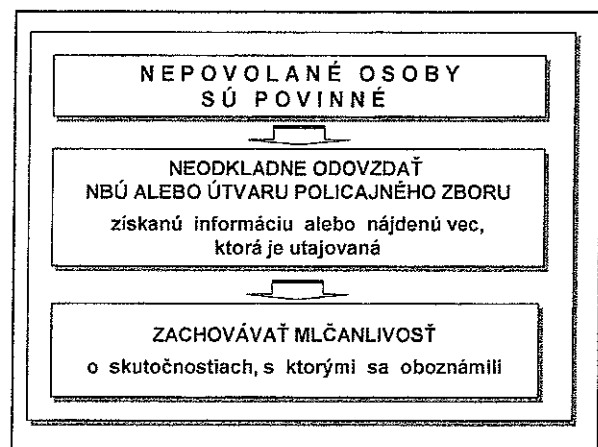 NEPOVOLANÉ OSOBY
SÚ POVINNÉ
NEODKLADNE ODOVZDAŤ
NBÚ ALEBO ÚTVARU POLICAJNÉHO ZBORU
získanú informáciu alebo nájdenú vec,
ktorá je utajovaná
ZACHOVÁVAŤ MLČANLIVOSŤ
o skutočnostiach, s ktorými sa oboznámili